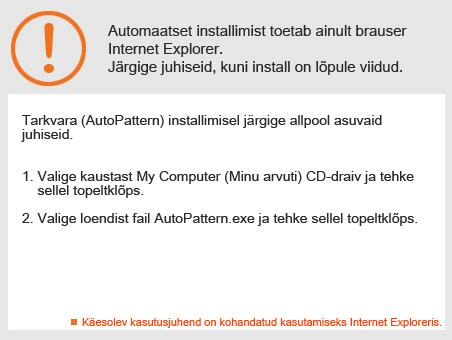 Automaatset installimist toetab ainult brauser
Internet Explorer.
Järgige juhiseid, kuni install on lõpule viidud.
Tarkvara (AutoPattern) installimisel järgige allpool asuvaid
juhiseid.
1. Valige kaustast My Computer (Minu arvuti) CD-draiv ja tehke
sellel topeltklõps.
2. Valige loendist fail AutoPattern.exe ja tehke sellel topeltklõps.
Käesolev kasutusjuhend on kohandatud kasutamiseks Internet Exploreris.